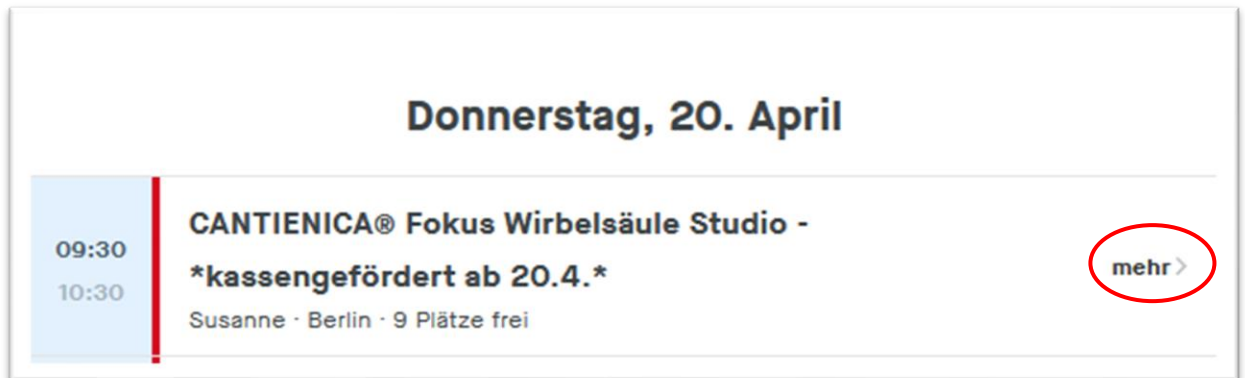 Donnerstag, 20. April
09:30
10:30
CANTIENICA® Fokus Wirbelsäule Studio -
*kassengefördert ab 20.4.*
Susanne · Berlin · 9 Plätze frei
mehr >